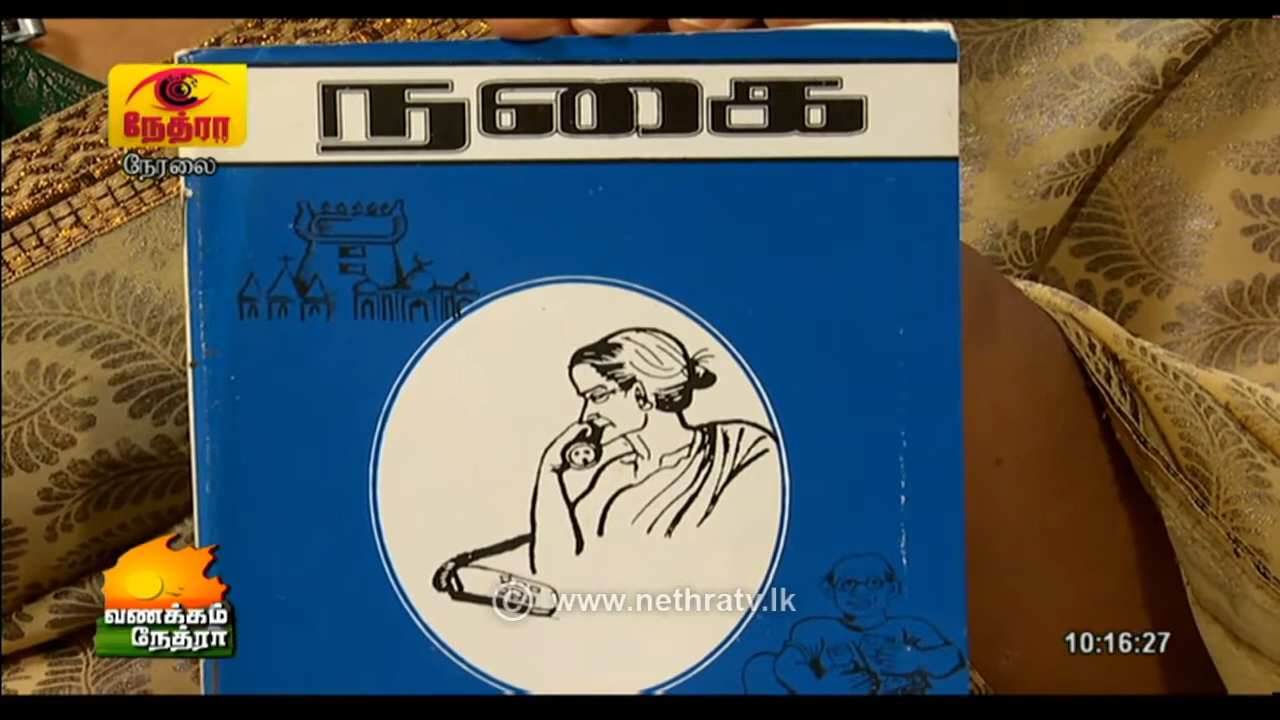 நகை
நேத்ரா
நேரலை
© www.nethratv.lk
வணக்கம்
நேத்ரா
10:16:27